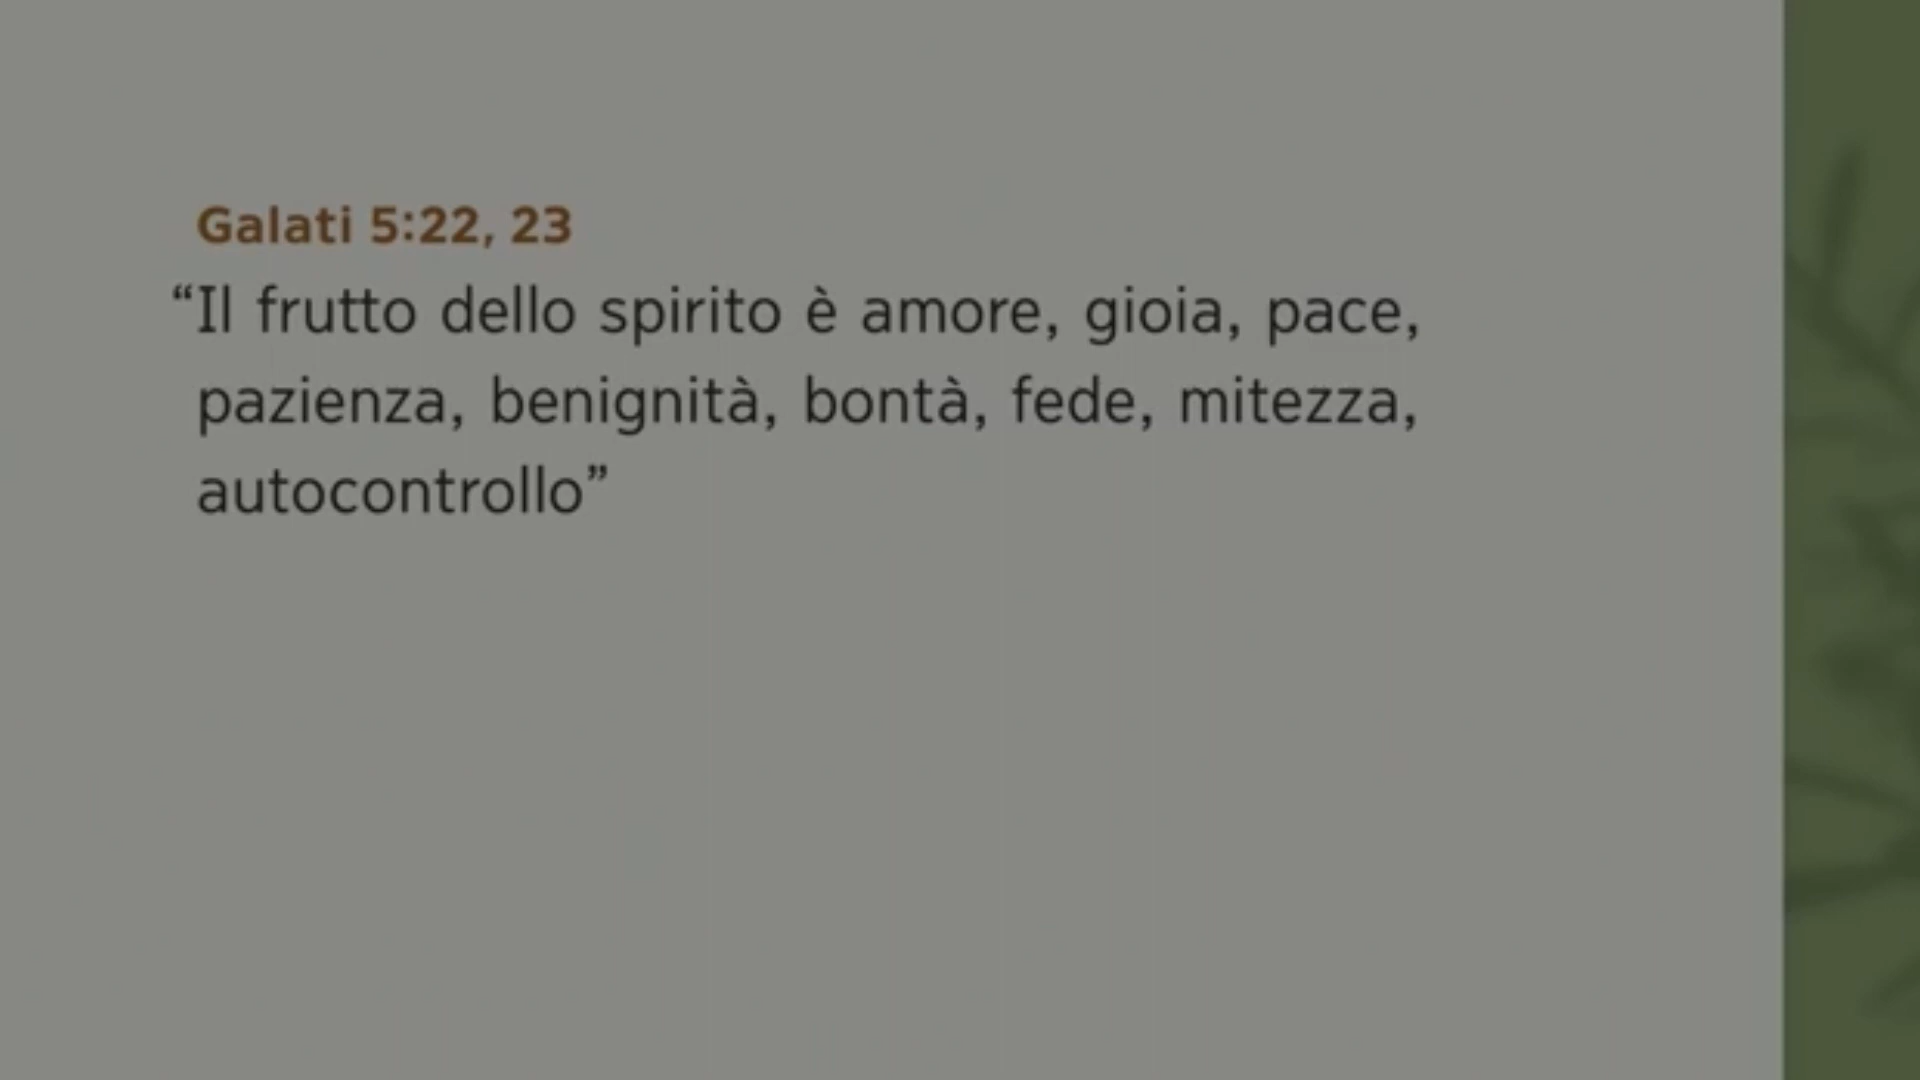 Galati 5:22, 23
“Il frutto dello spirito è amore, gioia, pace,
pazienza, benignità, bontà, fede, mitezza,
autocontrollo”